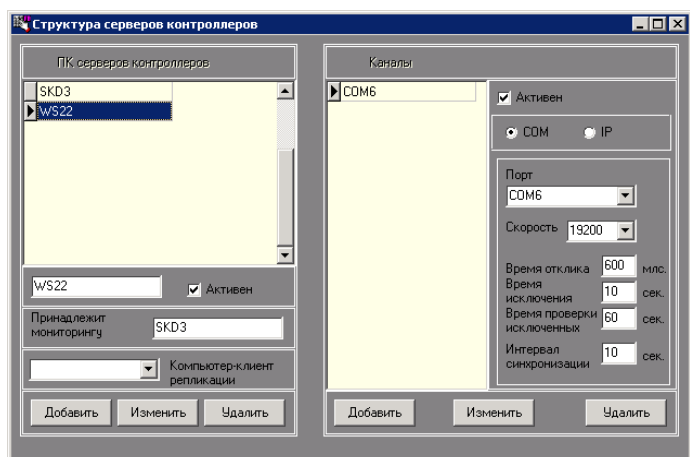 Структура серверов контроллеров
ПК серверов контроллеров
SKD3
WS22
WS22
Активен
Принадлежит
мониторингу
SKD3
Компьютер-клиент
репликации
Добавить
Изменить
Удалить
Каналы
COM6
Активен
COM
IP
Порт
COM6
Скорость
19200
Время отклика 600 млс.
Время
исключения 10 сек.
Время проверки
исключенных 60 сек.
Интервал
синхронизации 10 сек.
Добавить
Изменить
Удалить